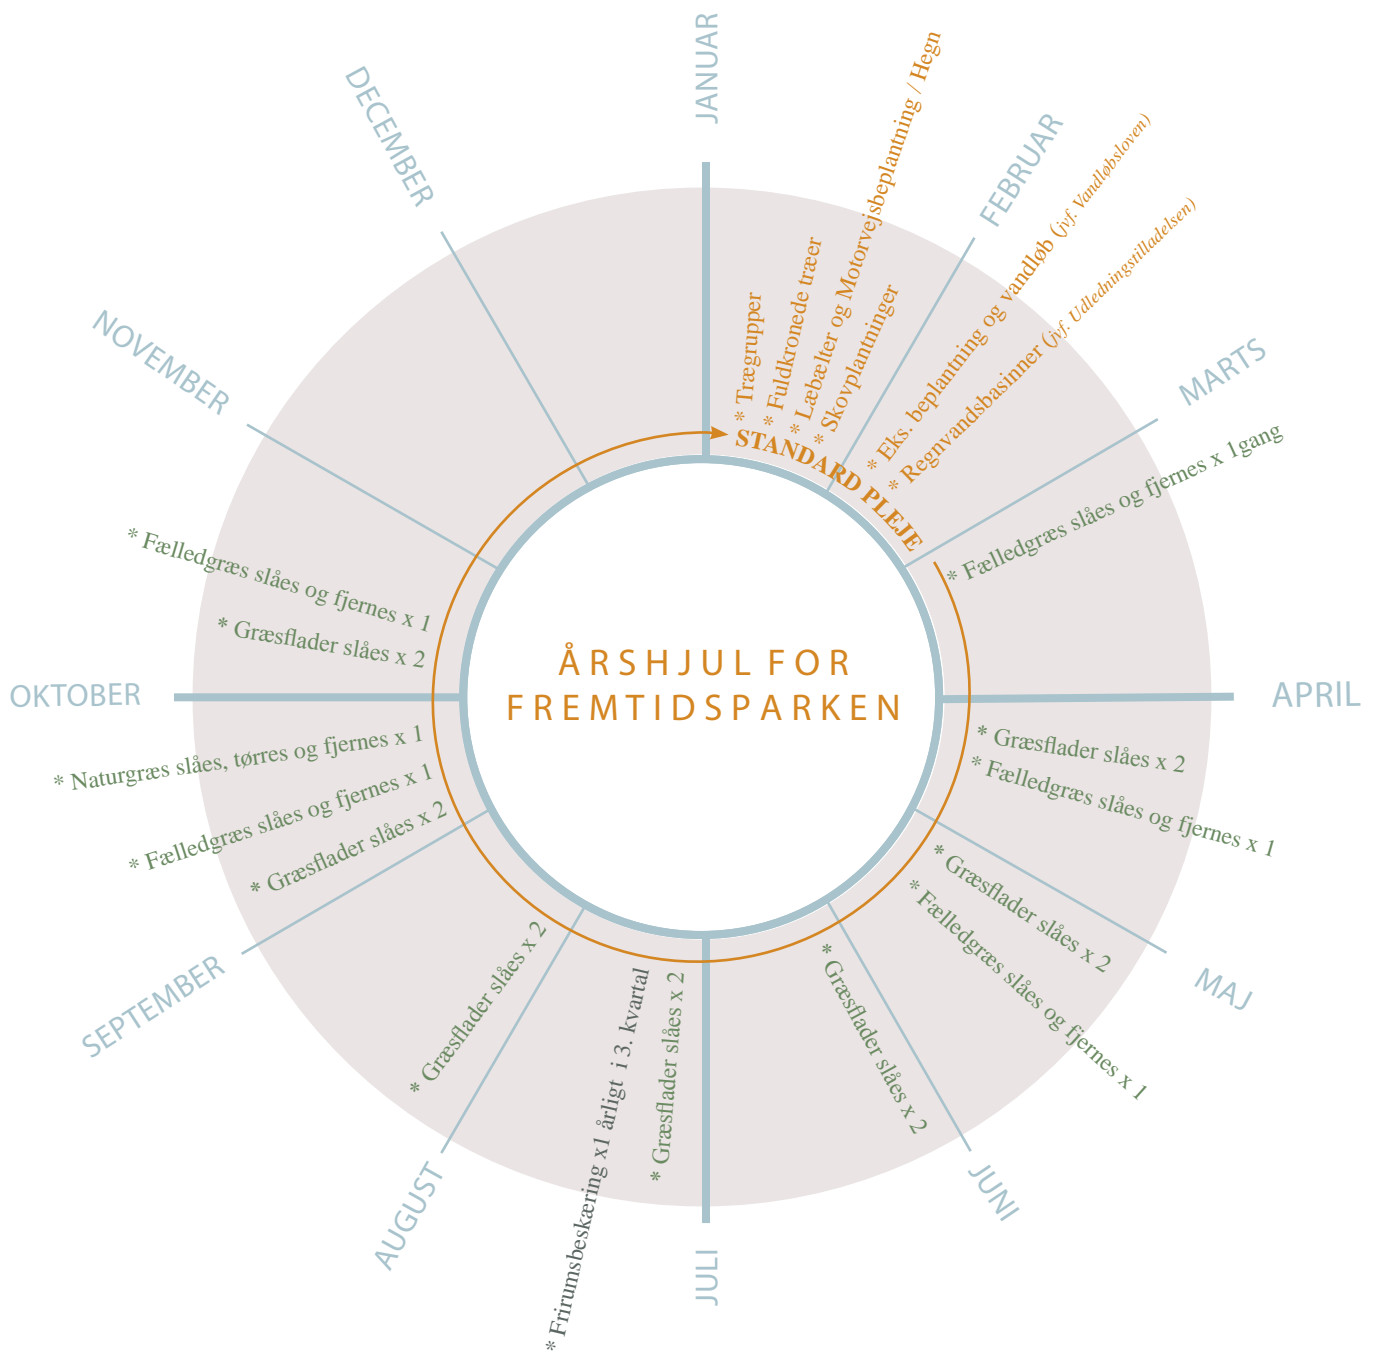 ÅRSHJUL FOR
FREMTIDSPARKEN
STANDARD PLEJE
JANUAR
* Trægrupper
* Fuldkronede træer
* Læbælter og Motorvejsbeplantning / Hegn
* Skovplantninger
FEBRUAR
* Eks. beplantning og vandløb (jvf. Vandløbsloven)
* Regnvandsbasinner (jvf. Udledningstilladelsen)
MARTS
* Fælledgræs slåes og fjernes x 1gang
APRIL
* Græsflader slåes x 2
* Fælledgræs slåes og fjernes x 1
MAJ
* Græsflader slåes x 2
* Fælledgræs slåes og fjernes x 1
JUNI
* Græsflader slåes x 2
JULI
* Græsflader slåes x 2
* Frirumsbeskæring x1 årligt i 3. kvartal
AUGUST
* Græsflader slåes x 2
SEPTEMBER
* Græsflader slåes x 2
* Fælledgræs slåes og fjernes x 1
* Naturgræs slåes, tørres og fjernes x 1
OKTOBER
* Græsflader slåes x 2
* Fælledgræs slåes og fjernes x 1
NOVEMBER
DECEMBER